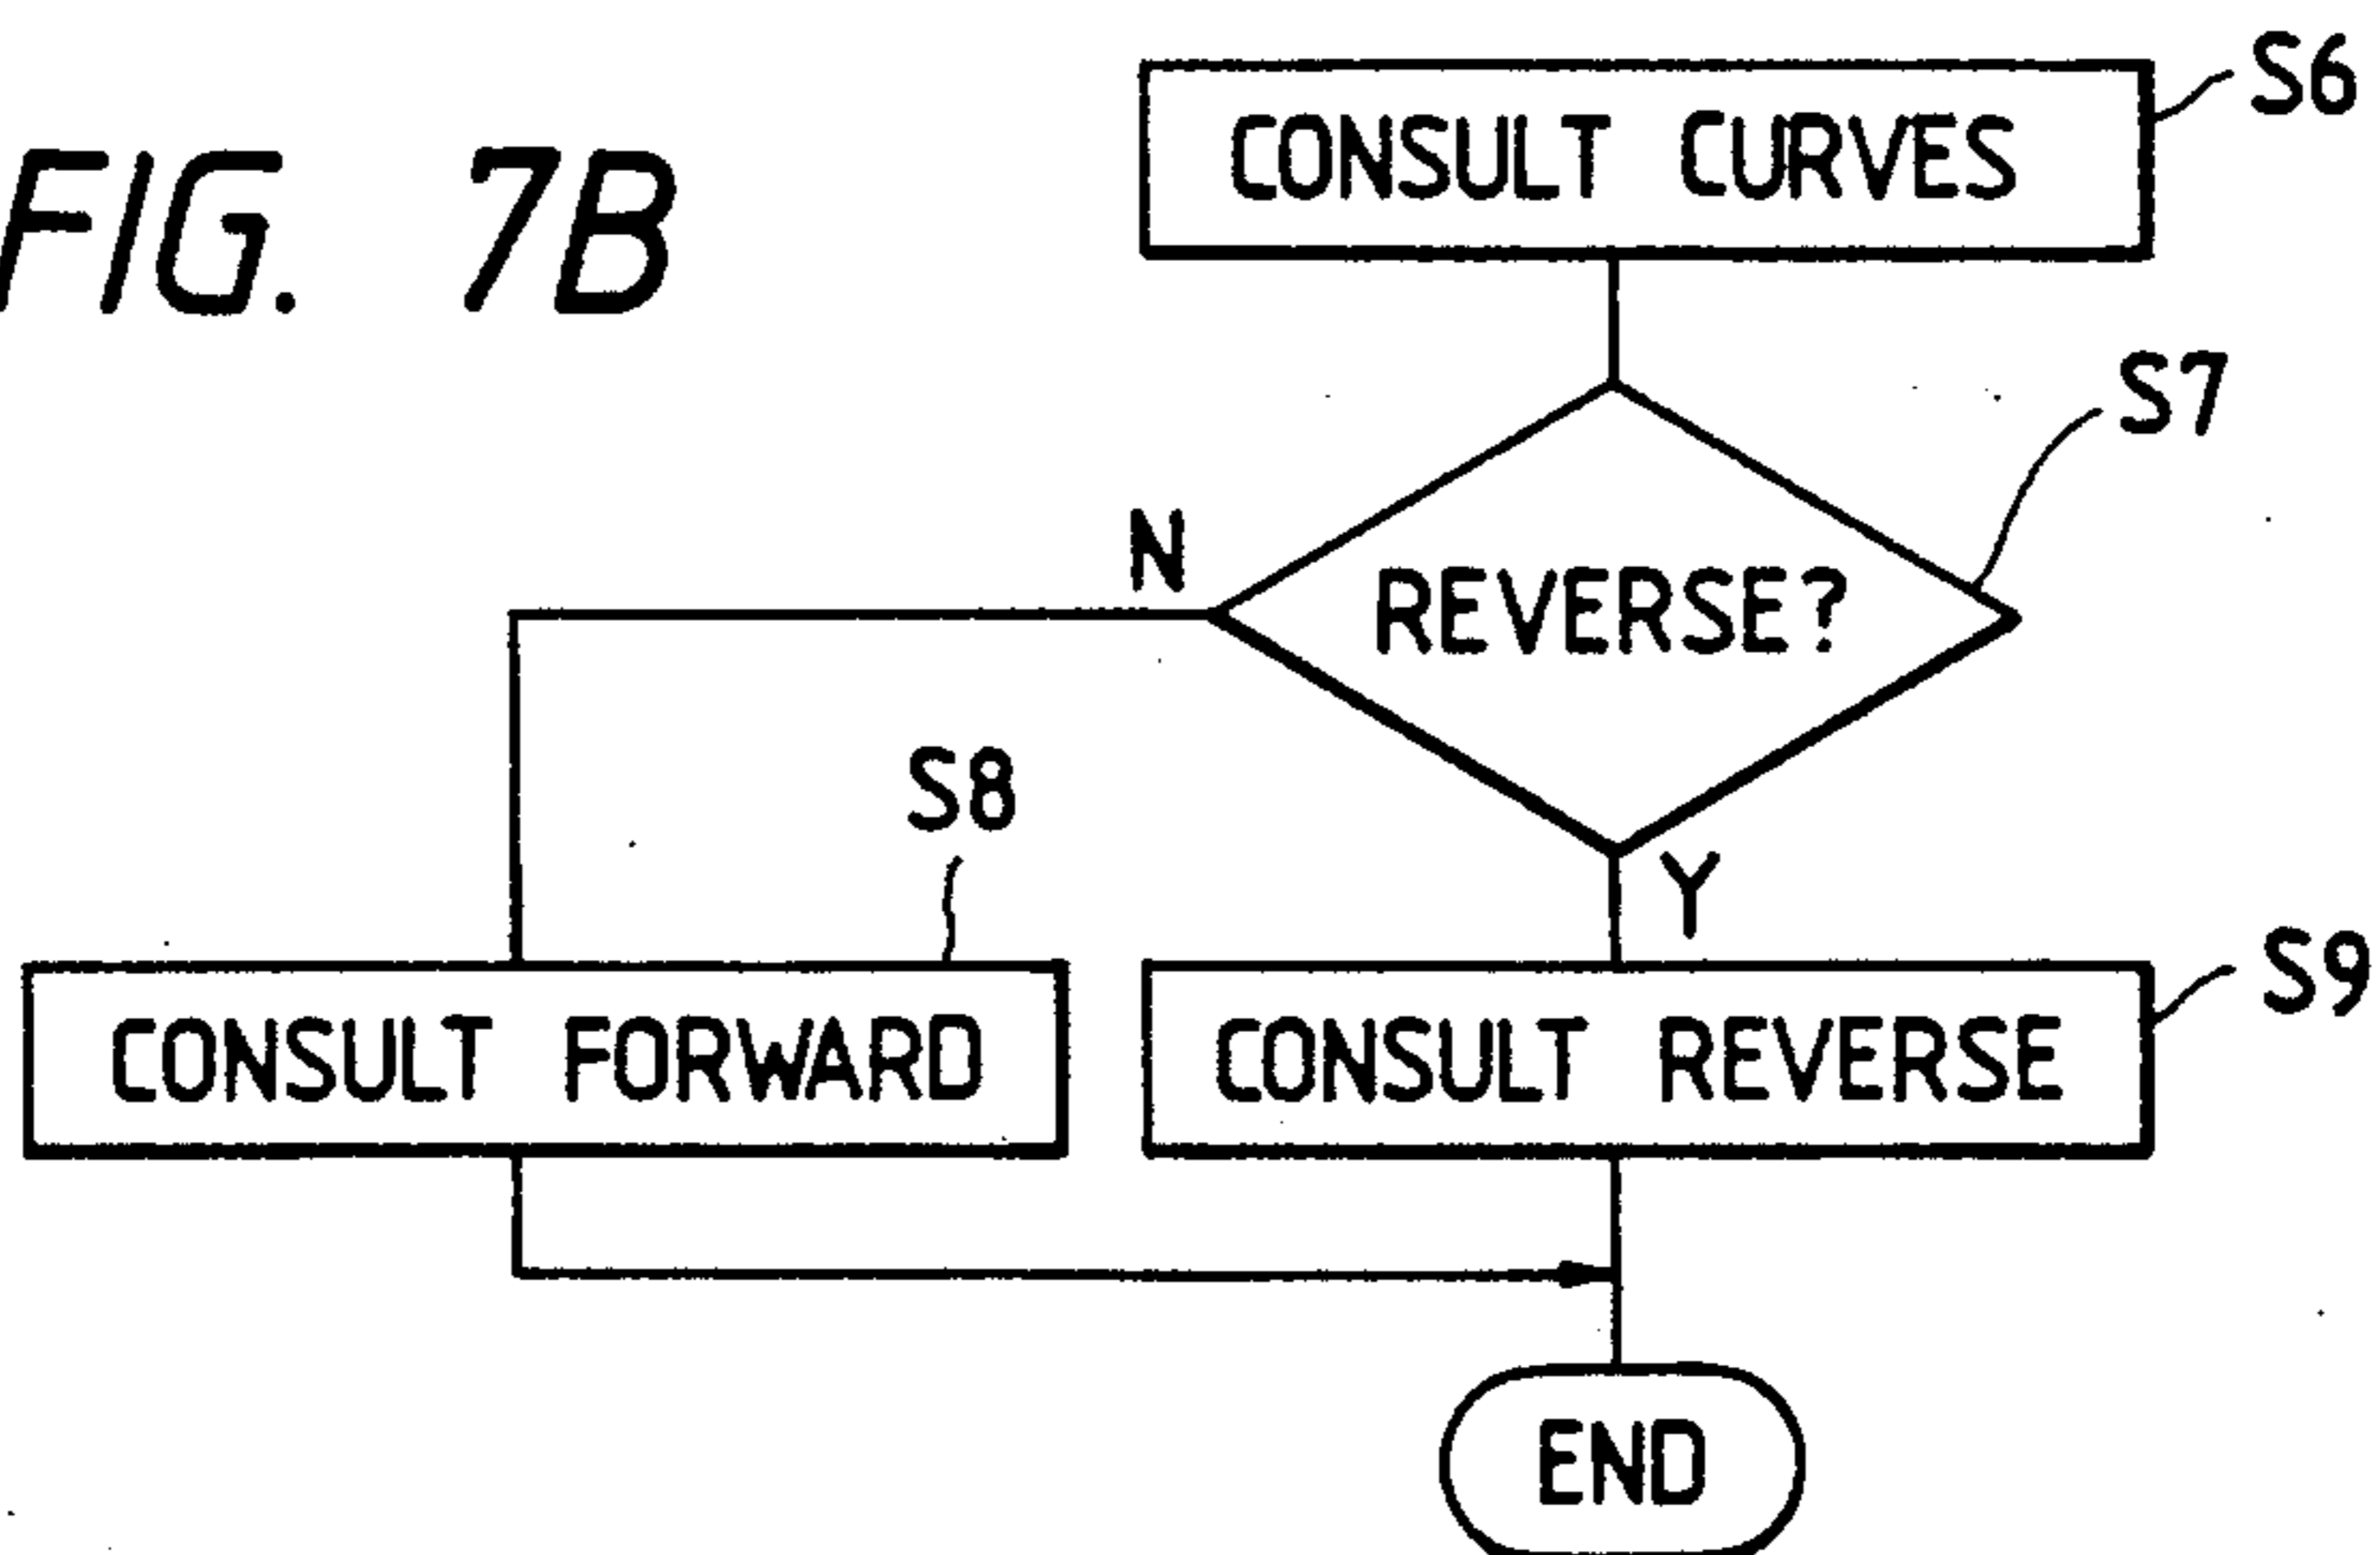 FIG. 7B
CONSULT CURVES
S6
S7
REVERSE?
N
Y
S8
CONSULT FORWARD
CONSULT REVERSE
S9
END